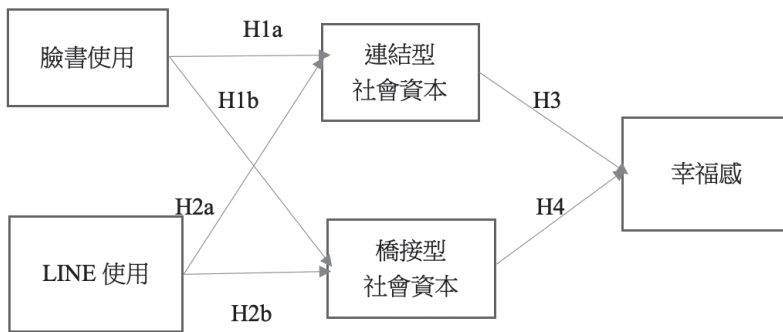 H1a
臉書使用
連結型
社會資本
H1b
H3
幸福感
H2a
H4
LINE 使用
橋接型
社會資本
H2b